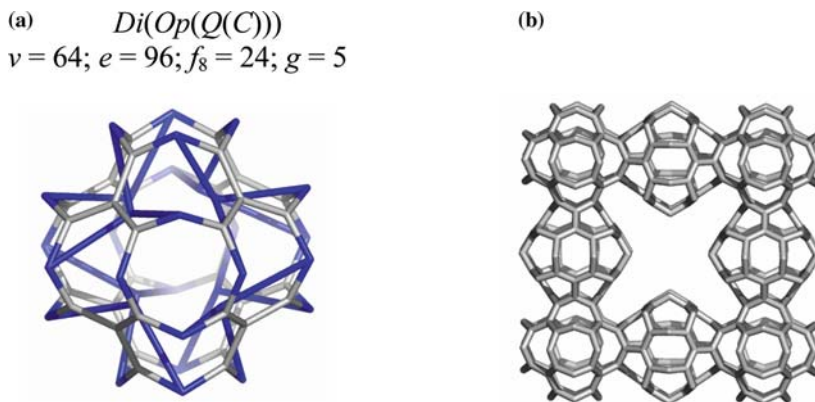 (a)
Di(Op(Q(C)))
v = 64; e = 96; f₈ = 24; g = 5
(b)